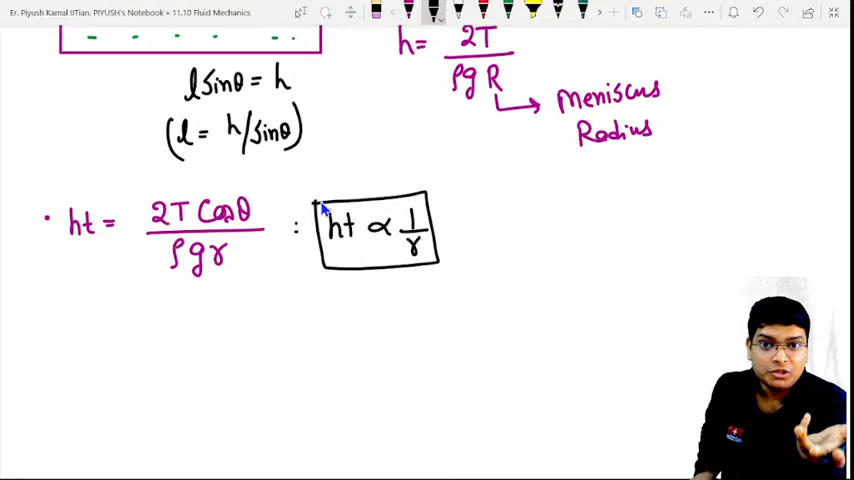 Er. Piyush Kamal IITian. PIYUSH's Notebook » 11.10 Fluid Mechanics
h = 2T / ρgR
Meniscus
Radius
l sinθ = h
(l = h/sinθ)
• ht = 2T Cosθ / ρgr : ht ∝ 1/r